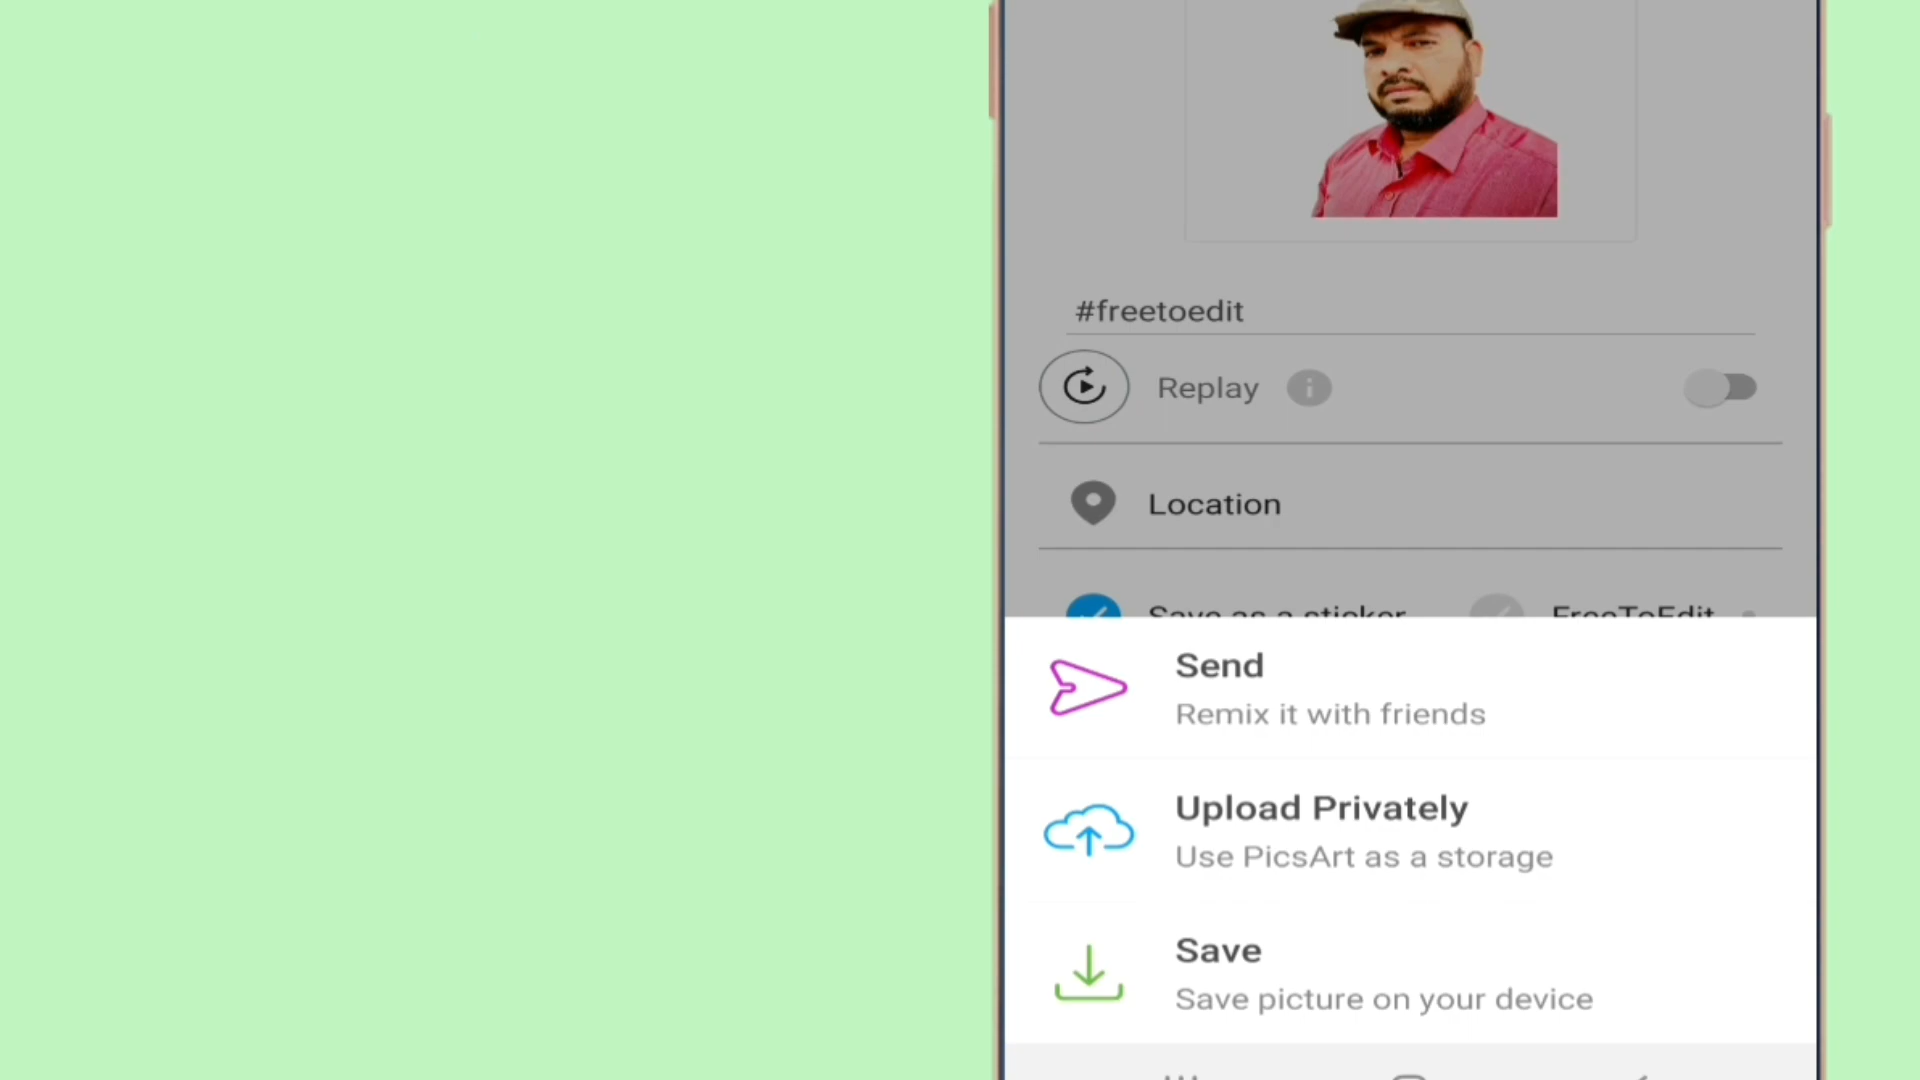 #freetoedit
Replay
Location
Save as a sticker FreeToEdit
Send
Remix it with friends
Upload Privately
Use PicsArt as a storage
Save
Save picture on your device